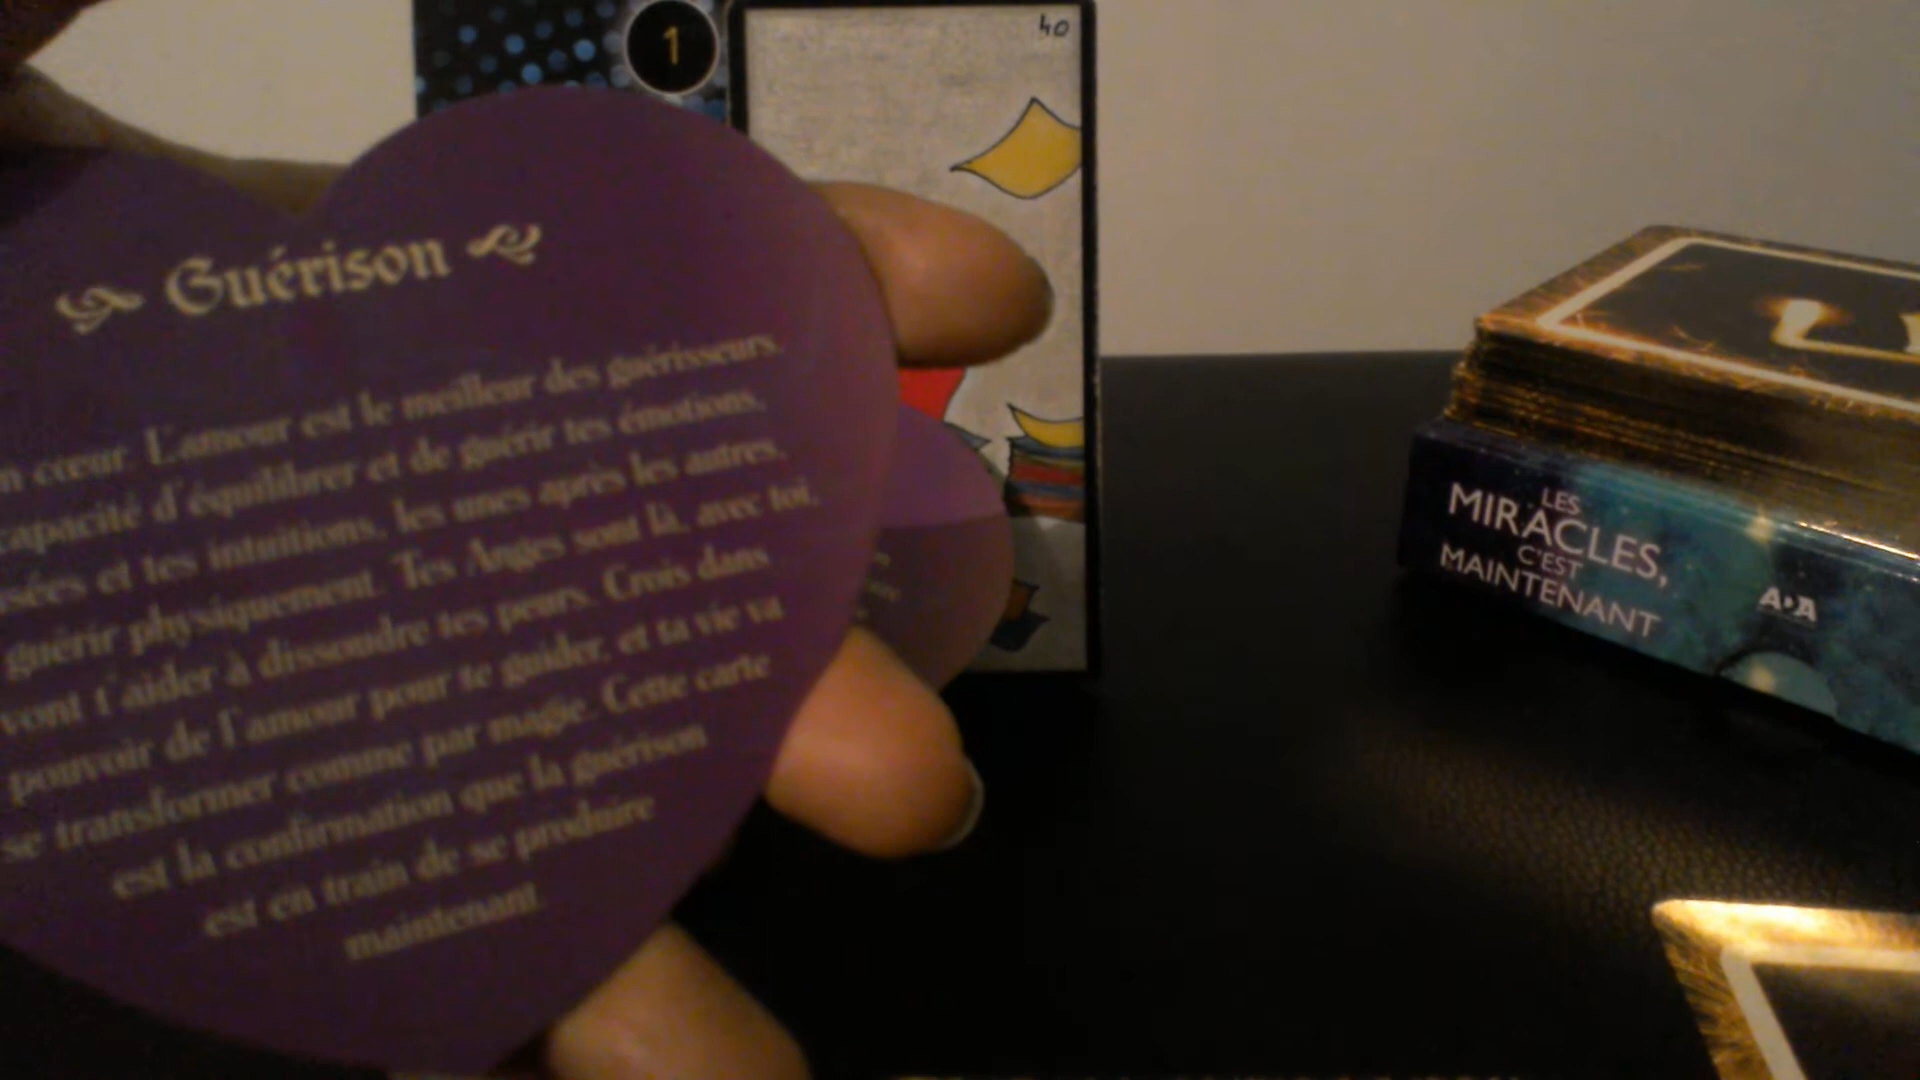 1
40
Guérison
n cœur. L'amour est le meilleur des guérisseurs.
capacité d'équilibrer et de guérir tes émotions,
sées et tes intuitions, les unes après les autres,
guérir physiquement. Tes Anges sont là, avec toi,
vont t'aider à dissoudre tes peurs. Crois dans
pouvoir de l'amour pour te guider, et ta vie va
se transformer comme par magie. Cette carte
est la confirmation que la guérison
est en train de se produire
maintenant.
LES
MIRACLES,
C'EST
MAINTENANT
ADA